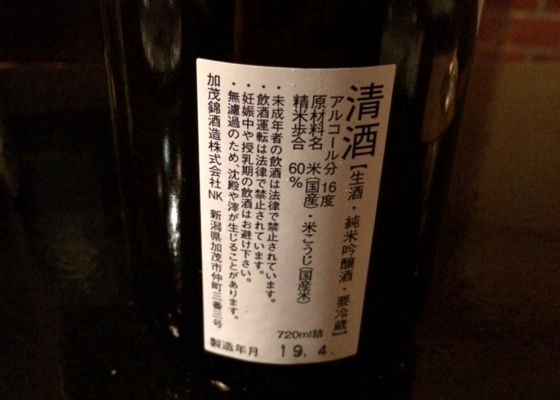 清酒【生酒・純米吟醸酒・要冷蔵】
アルコール分 16度
原材料名 米(国産)・米こうじ(国産米)
精米歩合 60%
720ml詰
・未成年者の飲酒は法律で禁止されています。
・飲酒運転は法律で禁止されています。
・妊娠中や授乳期の飲酒はお避け下さい。
・無濾過のため、沈殿や滓が生じることがあります。
加茂錦酒造株式会社NK 新潟県加茂市仲町三番三号
製造年月 19.4.